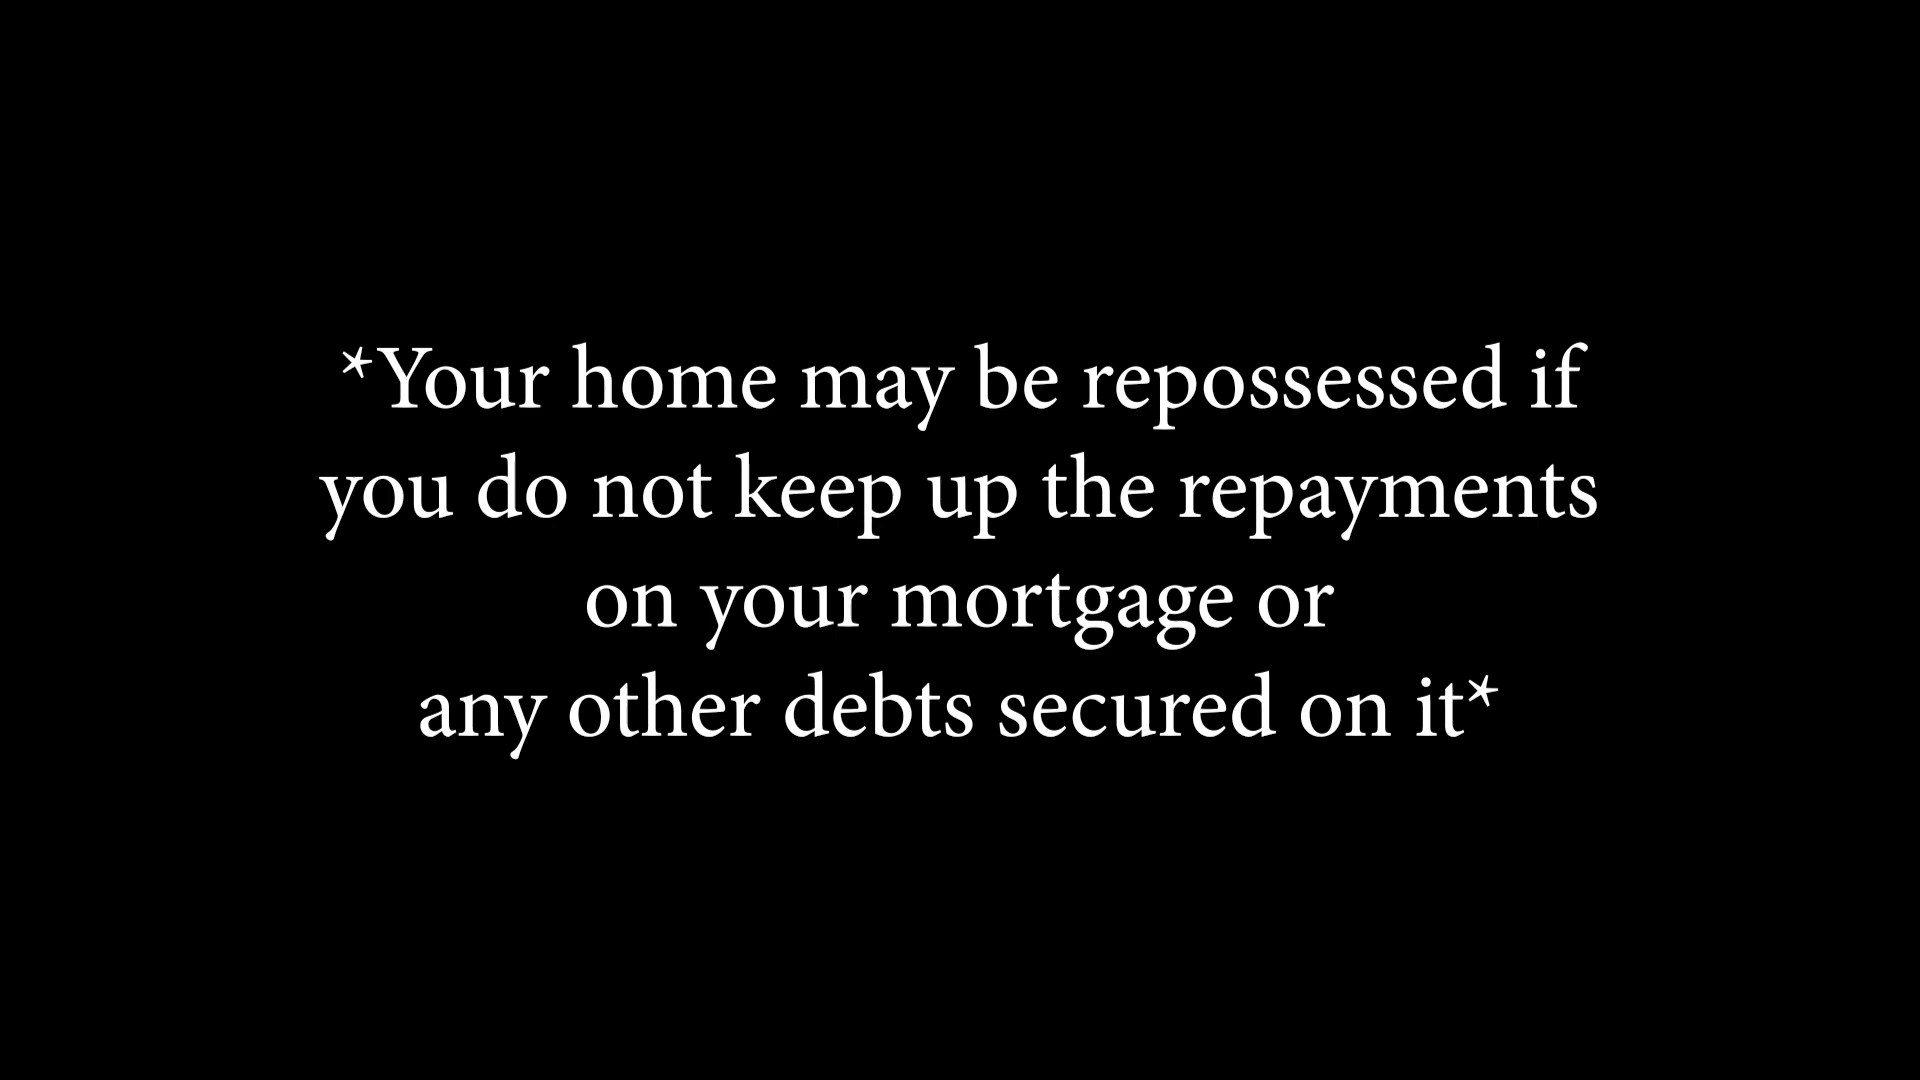 *Your home may be repossessed if
you do not keep up the repayments
on your mortgage or
any other debts secured on it*